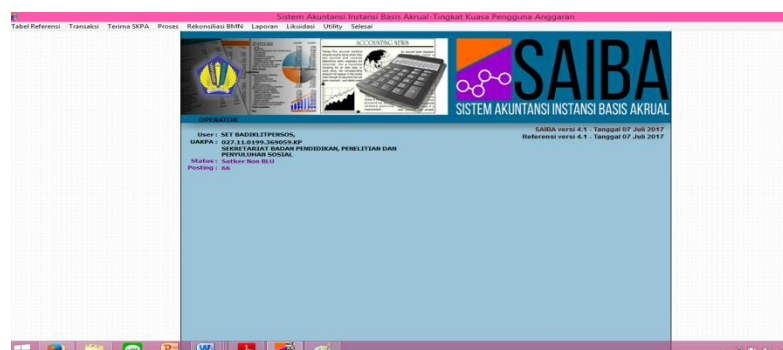 Sistem Akuntansi Instansi Basis Akrual-Tingkat Kuasa Pengguna Anggaran
Tabel Referensi Transaksi Terima SKPA Proses Rekonsiliasi BMN Laporan Likuidasi Utility Selesai
SAIBA
SISTEM AKUNTANSI INSTANSI BASIS AKRUAL
OPERATOR
SAIBA versi 4.1 - Tanggal 07 Juli 2017
Referensi versi 4.1 - Tanggal 07 Juli 2017
User : SET BADIKLITPENSOS,
UAKPA : 027.11.0199.369059.KP
SEKRETARIAT BADAN PENDIDIKAN, PENELITIAN DAN
PENYULUHAN SOSIAL
Status : Satker Non BLU
Posting : 66